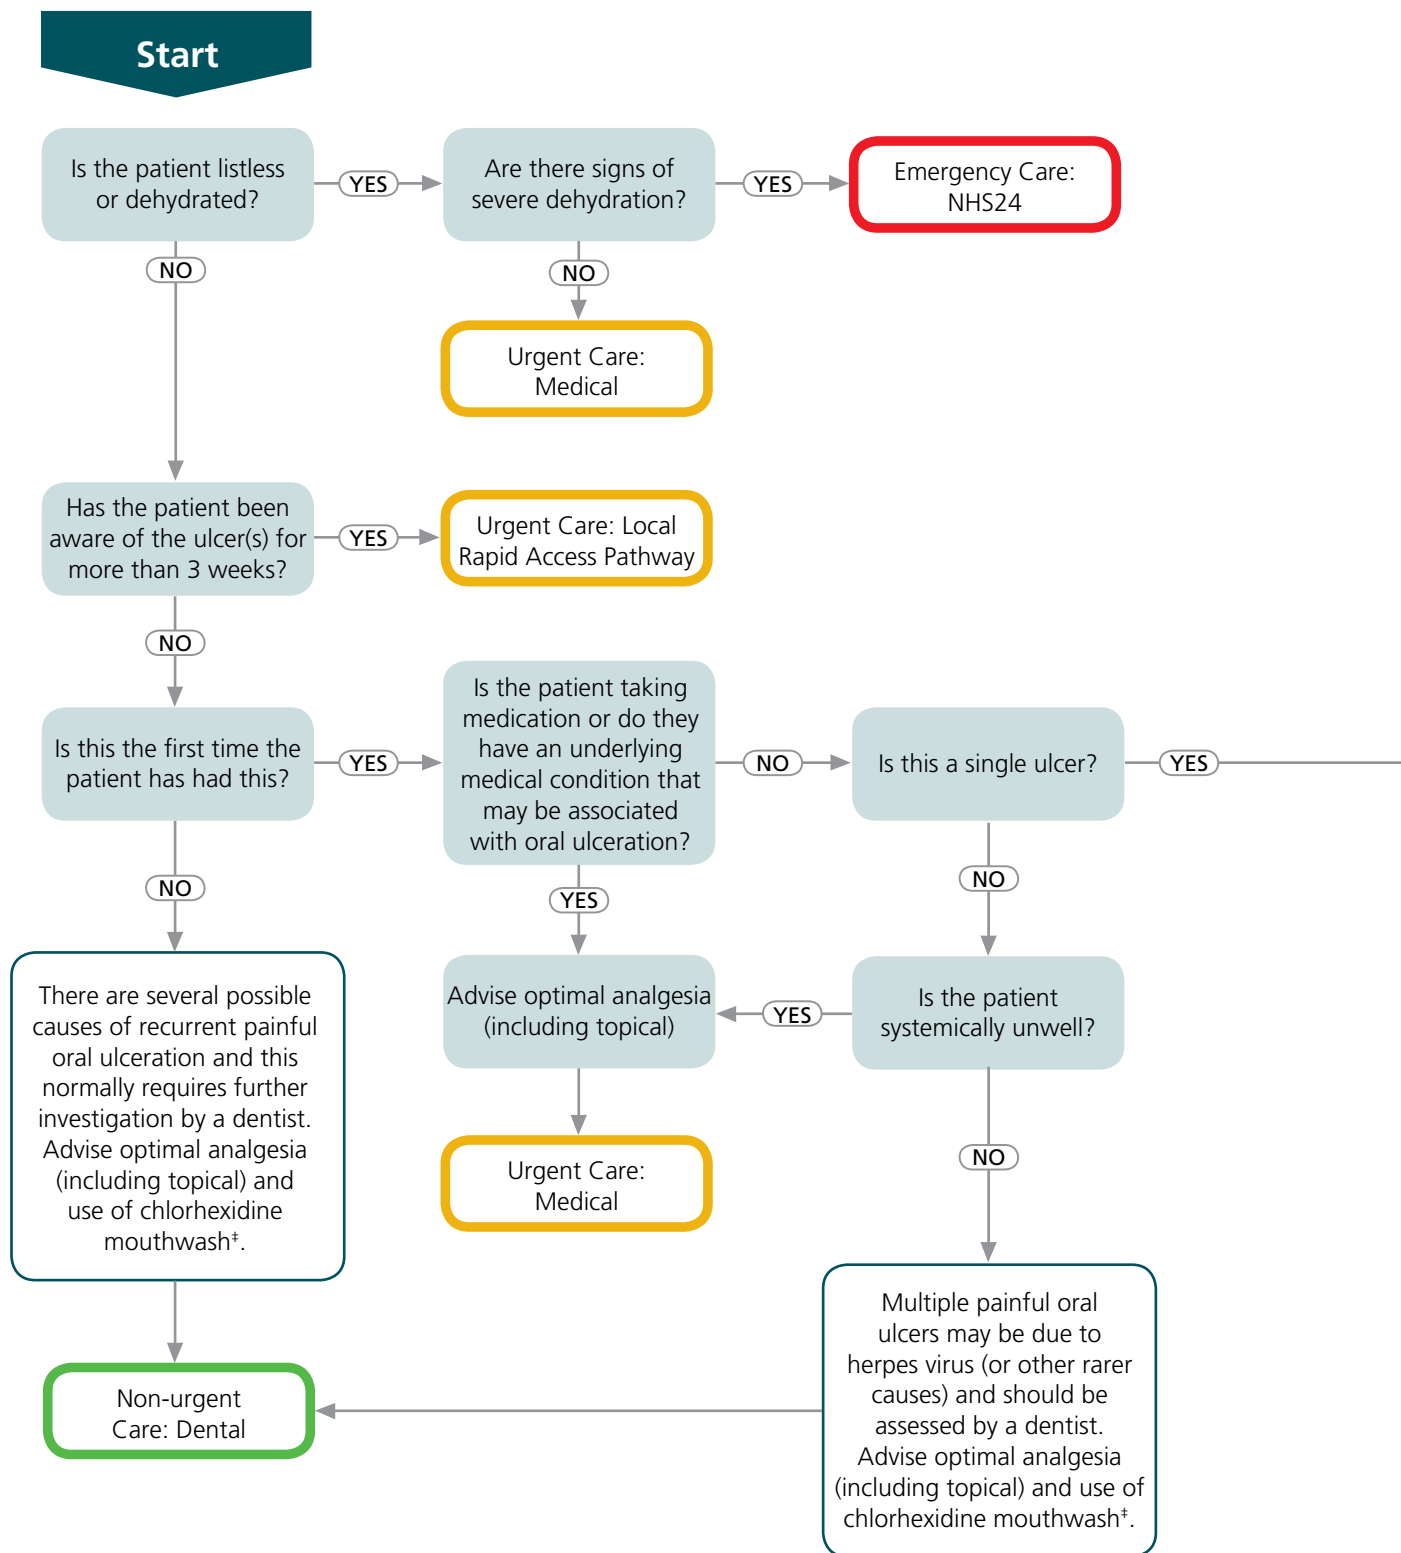 Start
Is the patient listless
or dehydrated?
YES
Are there signs of
severe dehydration?
YES
Emergency Care:
NHS24
NO
NO
Urgent Care:
Medical
Has the patient been
aware of the ulcer(s) for
more than 3 weeks?
YES
Urgent Care: Local
Rapid Access Pathway
NO
Is this the first time the
patient has had this?
YES
Is the patient taking
medication or do they
have an underlying
medical condition that
may be associated
with oral ulceration?
NO
Is this a single ulcer?
YES
NO
YES
NO
There are several possible
causes of recurrent painful
oral ulceration and this
normally requires further
investigation by a dentist.
Advise optimal analgesia
(including topical) and
use of chlorhexidine
mouthwash‡.
Advise optimal analgesia
(including topical)
YES
Is the patient
systemically unwell?
NO
Urgent Care:
Medical
Multiple painful oral
ulcers may be due to
herpes virus (or other rarer
causes) and should be
assessed by a dentist.
Advise optimal analgesia
(including topical) and use of
chlorhexidine mouthwash‡.
Non-urgent
Care: Dental